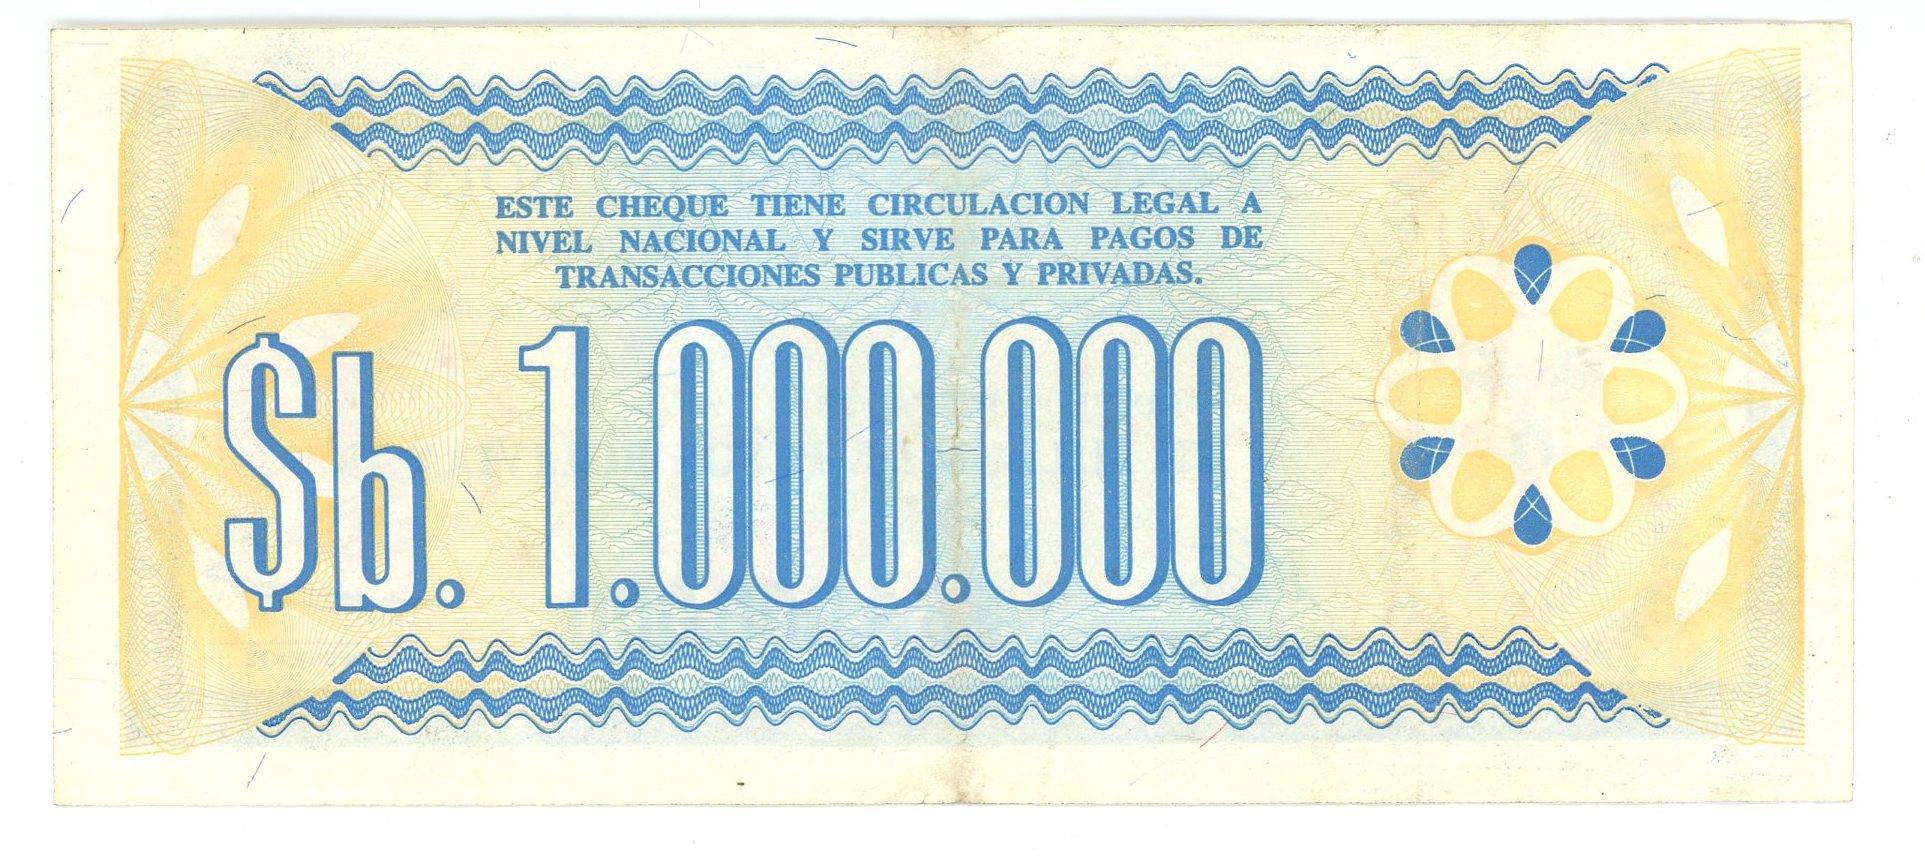 ESTE CHEQUE TIENE CIRCULACION LEGAL A
NIVEL NACIONAL Y SIRVE PARA PAGOS DE
TRANSACCIONES PUBLICAS Y PRIVADAS.
$b. 1.000.000